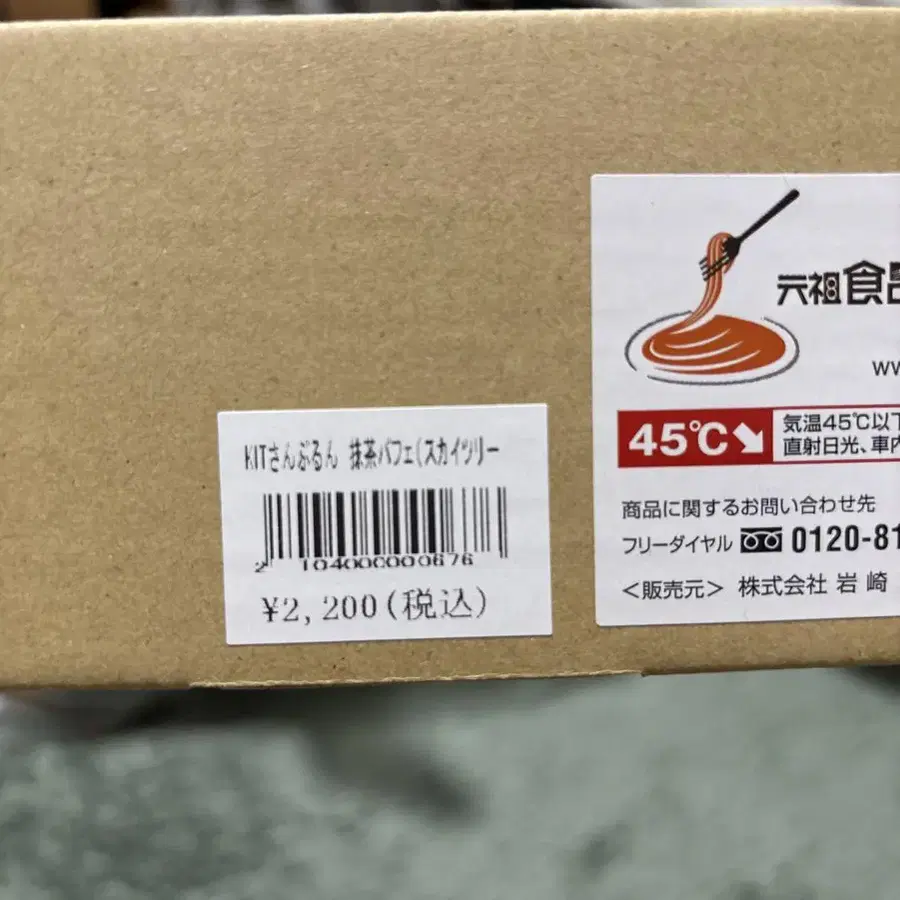 KITさんぷるん 抹茶パフェ(スカイツリー
2 104000000676
¥2,200(税込)
元祖食品
ww
45℃
気温45℃以下
直射日光、車内
商品に関するお問い合わせ先
フリーダイヤル 0120-81
<販売元> 株式会社 岩崎